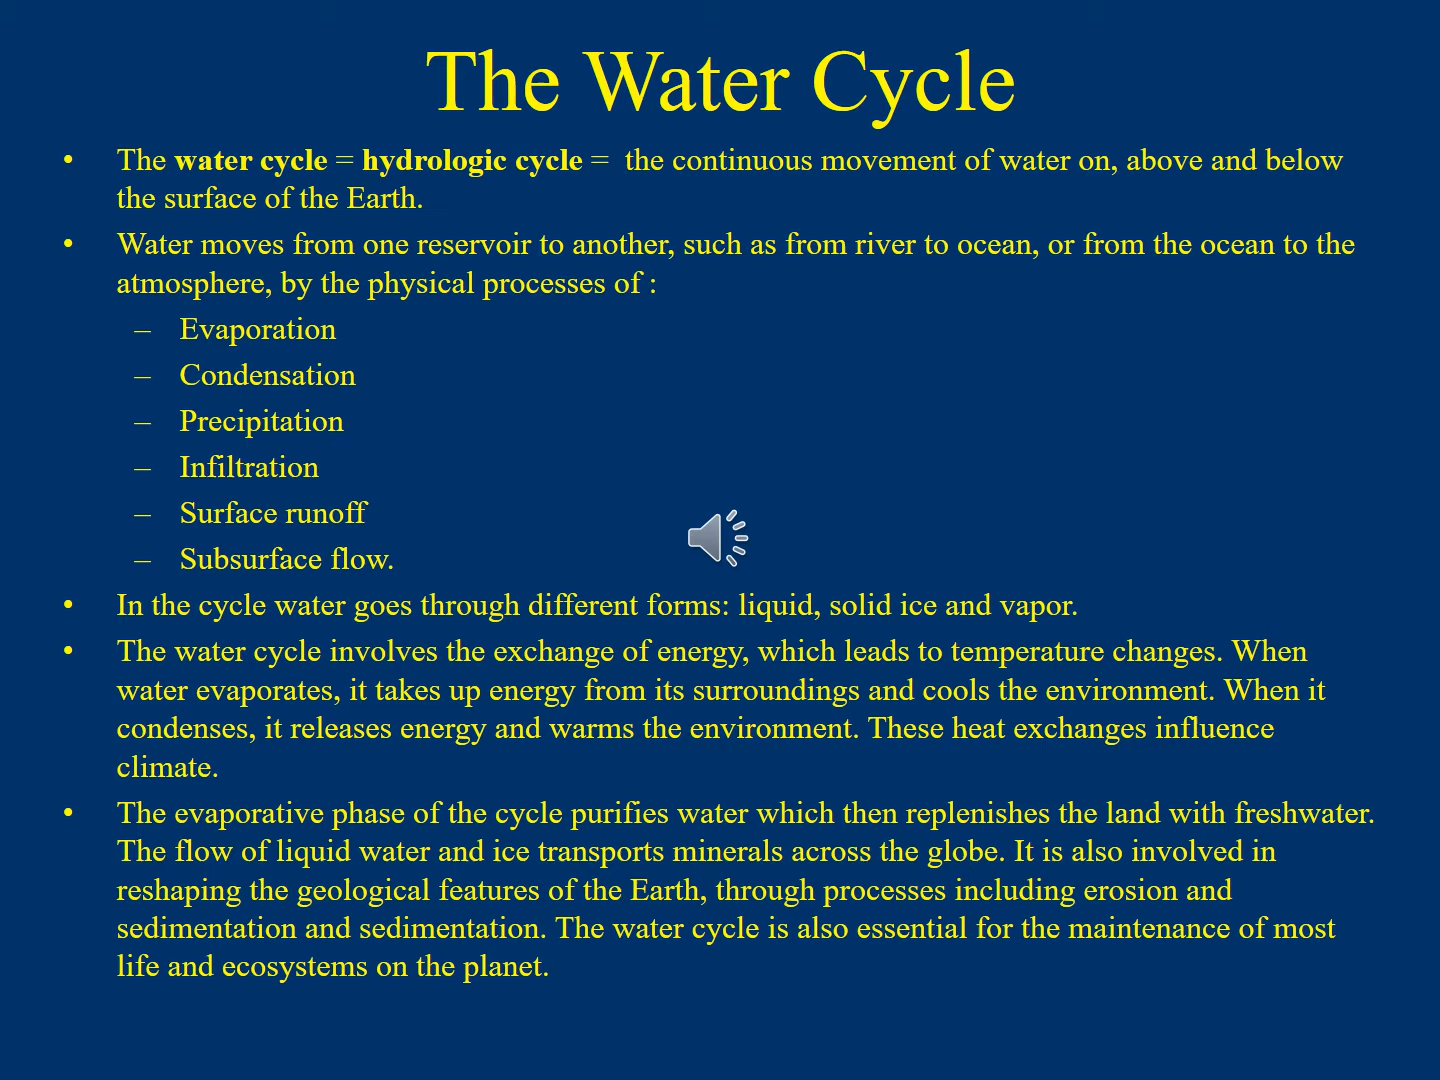 The Water Cycle
• The water cycle = hydrologic cycle = the continuous movement of water on, above and below
the surface of the Earth.
• Water moves from one reservoir to another, such as from river to ocean, or from the ocean to the
atmosphere, by the physical processes of :
– Evaporation
– Condensation
– Precipitation
– Infiltration
– Surface runoff
– Subsurface flow.
• In the cycle water goes through different forms: liquid, solid ice and vapor.
• The water cycle involves the exchange of energy, which leads to temperature changes. When
water evaporates, it takes up energy from its surroundings and cools the environment. When it
condenses, it releases energy and warms the environment. These heat exchanges influence
climate.
• The evaporative phase of the cycle purifies water which then replenishes the land with freshwater.
The flow of liquid water and ice transports minerals across the globe. It is also involved in
reshaping the geological features of the Earth, through processes including erosion and
sedimentation and sedimentation. The water cycle is also essential for the maintenance of most
life and ecosystems on the planet.